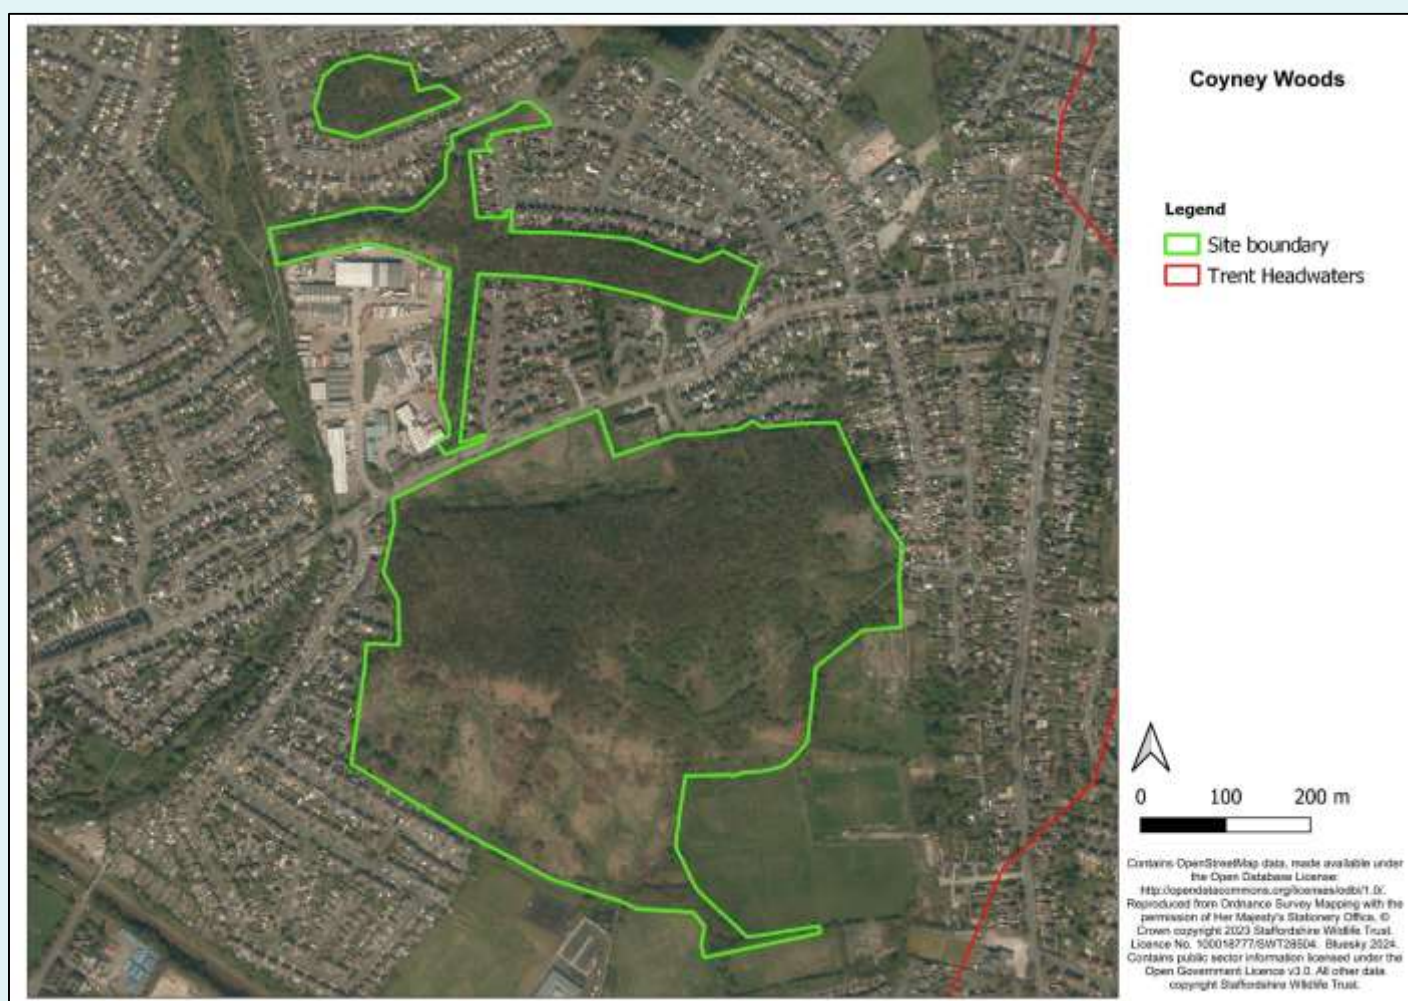 Coyney Woods
Legend
Site boundary
Trent Headwaters
0 100 200 m
Contains OpenStreetMap data, made available under
the Open Database License:
http://opendatacommons.org/licenses/odbl/1.0/.
Reproduced from Ordnance Survey Mapping with the
permission of Her Majesty's Stationery Office, ©
Crown copyright 2023 Staffordshire Wildlife Trust.
Licence No. 100018777/SWT28504. Bluesky 2024.
Contains public sector information licensed under the
Open Government Licence v3.0. All other data
copyright Staffordshire Wildlife Trust.